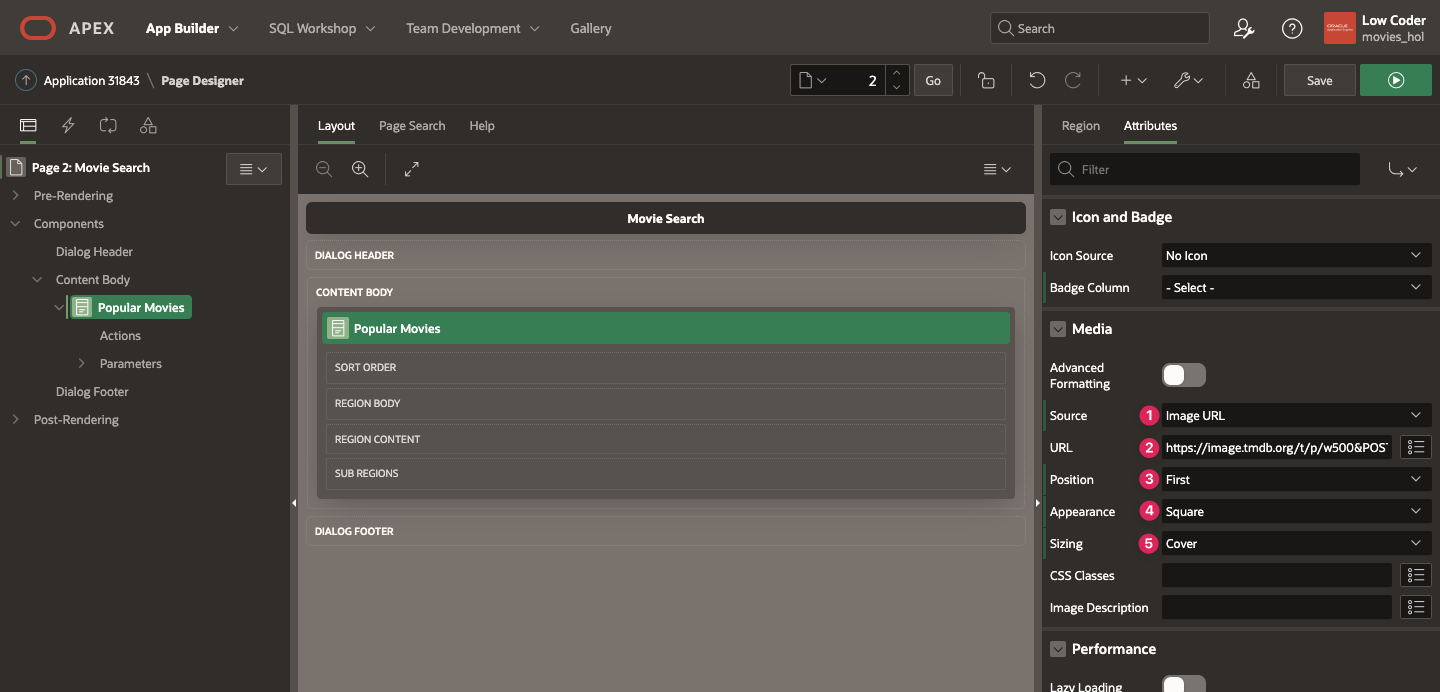 APEX
App Builder
SQL Workshop
Team Development
Gallery
Search
Low Coder
movies_hol
Application 31843 \ Page Designer
2
Go
Save
Page 2: Movie Search
Pre-Rendering
Components
Dialog Header
Content Body
Popular Movies
Actions
Parameters
Dialog Footer
Post-Rendering
Layout
Page Search
Help
Movie Search
DIALOG HEADER
CONTENT BODY
Popular Movies
SORT ORDER
REGION BODY
REGION CONTENT
SUB REGIONS
DIALOG FOOTER
Region
Attributes
Filter
Icon and Badge
Icon Source No Icon
Badge Column - Select -
Media
Advanced
Formatting
Source 1 Image URL
URL 2 https://image.tmdb.org/t/p/w500&POS
Position 3 First
Appearance 4 Square
Sizing 5 Cover
CSS Classes
Image Description
Performance
Lazy Loading